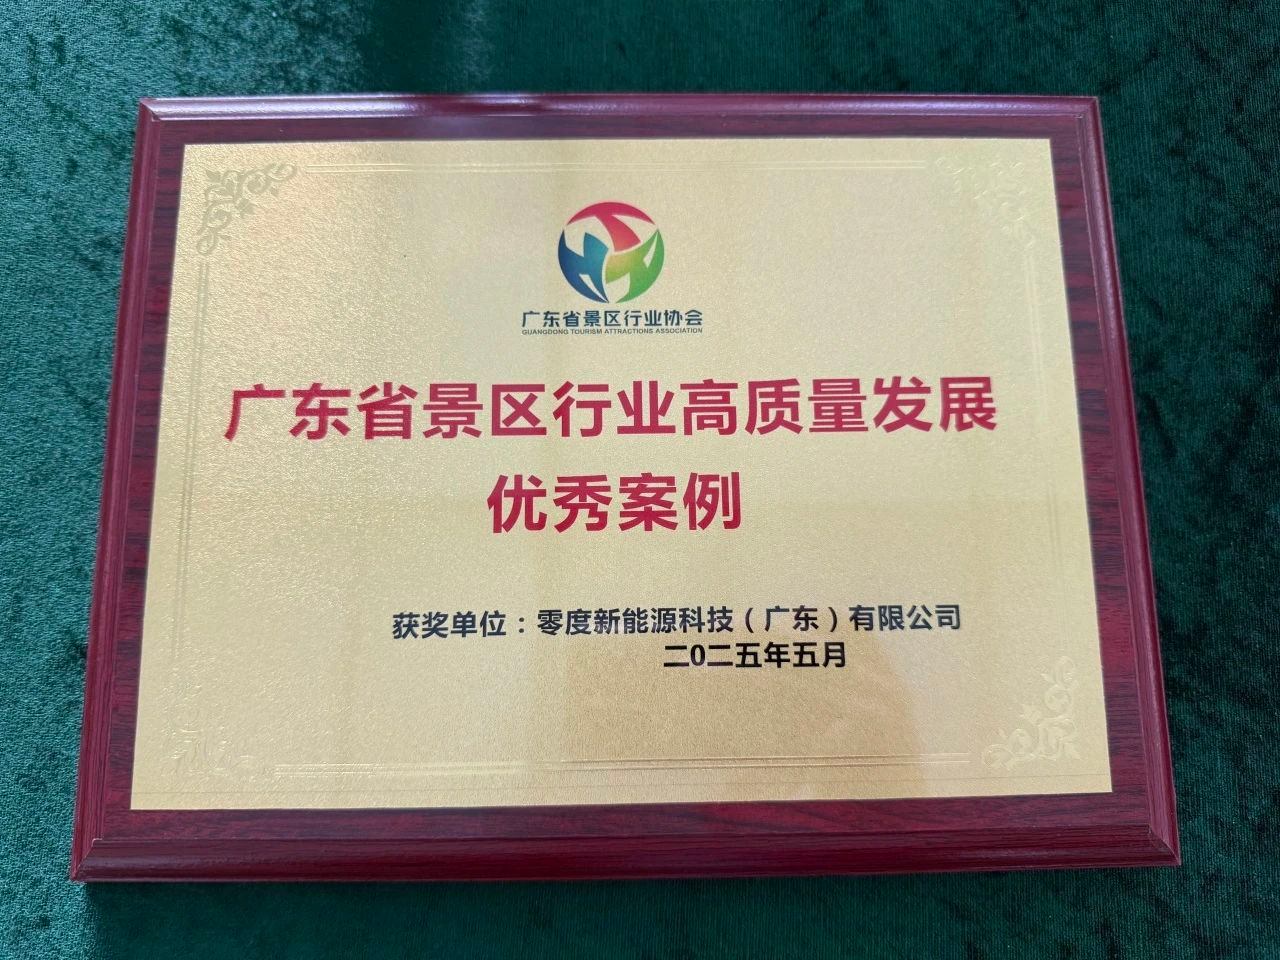 广东省景区行业协会
GUANGDONG TOURISM ATTRACTIONS ASSOCIATION
广东省景区行业高质量发展
优秀案例
获奖单位：零度新能源科技（广东）有限公司
二0二五年五月